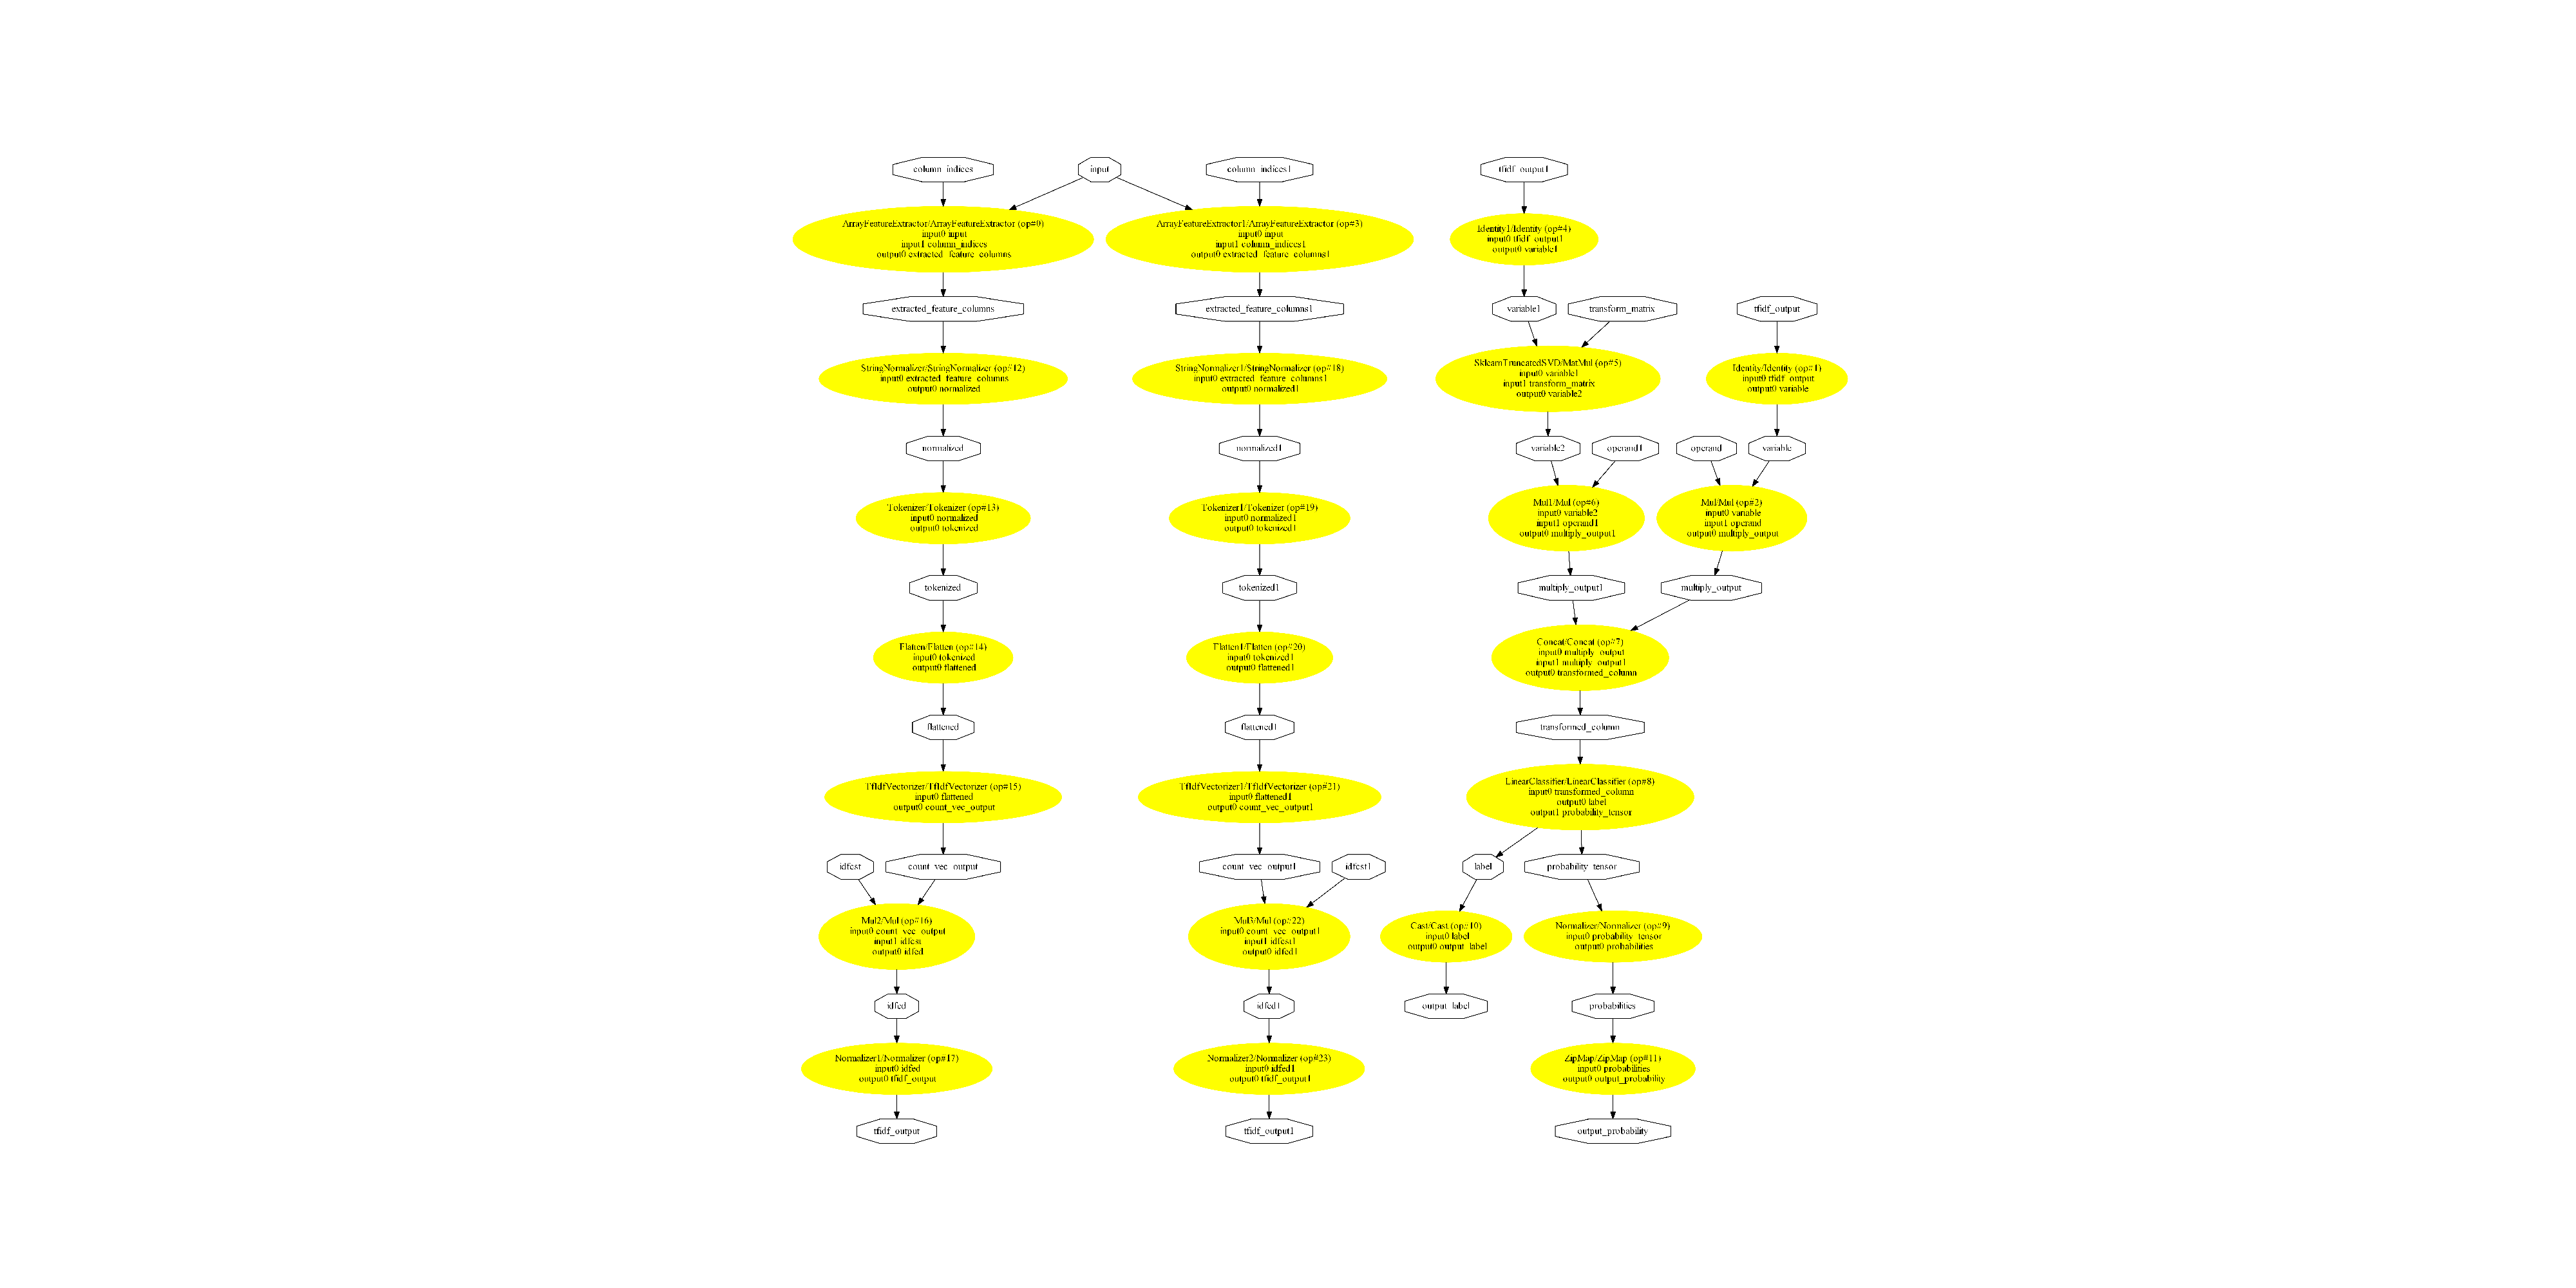 column_indices
input
column_indices1
tfidf_output1
ArrayFeatureExtractor/ArrayFeatureExtractor (op#0)
input0 input
input1 column_indices
output0 extracted_feature_columns
ArrayFeatureExtractor1/ArrayFeatureExtractor (op#3)
input0 input
input1 column_indices1
output0 extracted_feature_columns1
Identity1/Identity (op#4)
input0 tfidf_output1
output0 variable1
extracted_feature_columns
extracted_feature_columns1
variable1
transform_matrix
tfidf_output
StringNormalizer/StringNormalizer (op#12)
input0 extracted_feature_columns
output0 normalized
StringNormalizer1/StringNormalizer (op#18)
input0 extracted_feature_columns1
output0 normalized1
SklearnTruncatedSVD/MatMul (op#5)
input0 variable1
input1 transform_matrix
output0 variable2
Identity/Identity (op#1)
input0 tfidf_output
output0 variable
normalized
normalized1
variable2
operand1
operand
variable
Tokenizer/Tokenizer (op#13)
input0 normalized
output0 tokenized
Tokenizer1/Tokenizer (op#19)
input0 normalized1
output0 tokenized1
Mul1/Mul (op#6)
input0 variable2
input1 operand1
output0 multiply_output1
Mul/Mul (op#2)
input0 variable
input1 operand
output0 multiply_output
tokenized
tokenized1
multiply_output1
multiply_output
Flatten/Flatten (op#14)
input0 tokenized
output0 flattened
Flatten1/Flatten (op#20)
input0 tokenized1
output0 flattened1
Concat/Concat (op#7)
input0 multiply_output
input1 multiply_output1
output0 transformed_column
flattened
flattened1
transformed_column
TfIdfVectorizer/TfIdfVectorizer (op#15)
input0 flattened
output0 count_vec_output
TfIdfVectorizer1/TfIdfVectorizer (op#21)
input0 flattened1
output0 count_vec_output1
LinearClassifier/LinearClassifier (op#8)
input0 transformed_column
output0 label
output1 probability_tensor
idfcst
count_vec_output
count_vec_output1
idfcst1
label
probability_tensor
Mul2/Mul (op#16)
input0 count_vec_output
input1 idfcst
output0 idfed
Mul3/Mul (op#22)
input0 count_vec_output1
input1 idfcst1
output0 idfed1
Cast/Cast (op#10)
input0 label
output0 output_label
Normalizer/Normalizer (op#9)
input0 probability_tensor
output0 probabilities
idfed
idfed1
output_label
probabilities
Normalizer1/Normalizer (op#17)
input0 idfed
output0 tfidf_output
Normalizer2/Normalizer (op#23)
input0 idfed1
output0 tfidf_output1
ZipMap/ZipMap (op#11)
input0 probabilities
output0 output_probability
tfidf_output
tfidf_output1
output_probability